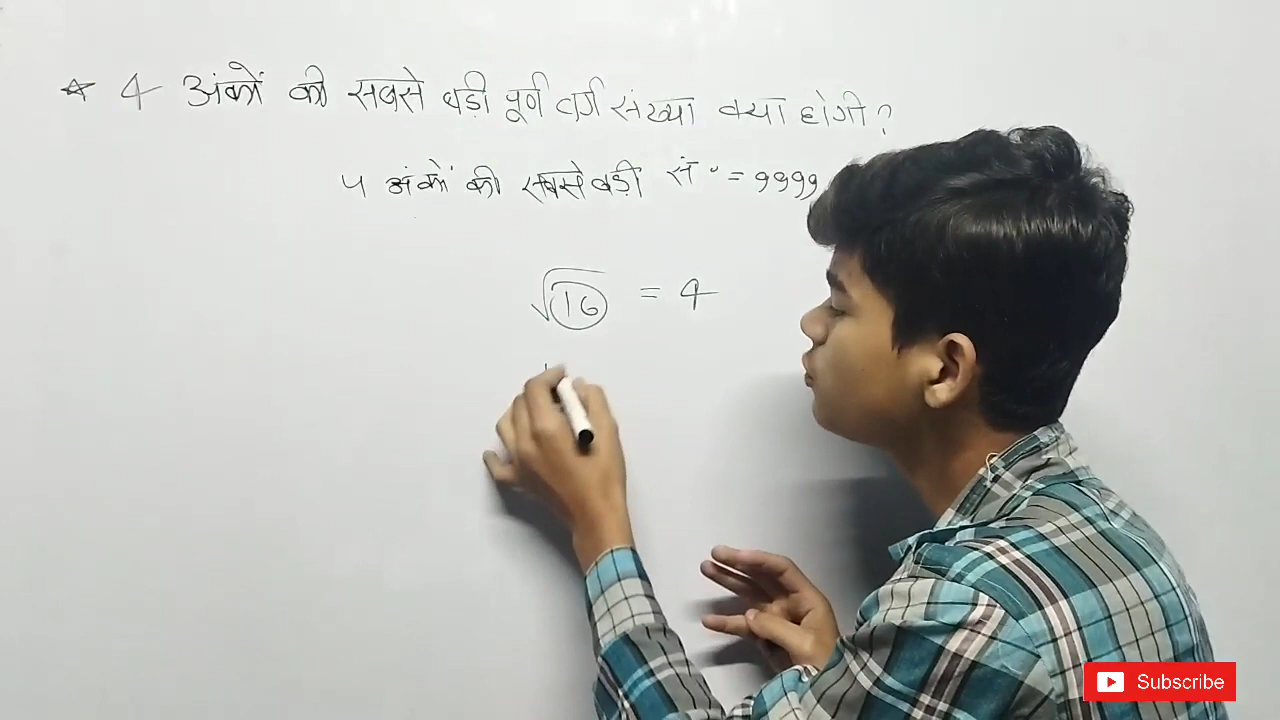 ☆ 4 अंकों की सबसे बड़ी पूर्ण वर्ग संख्या क्या होगी?
4 अंकों की सबसे बड़ी सं० = 9999
√16 = 4
Subscribe